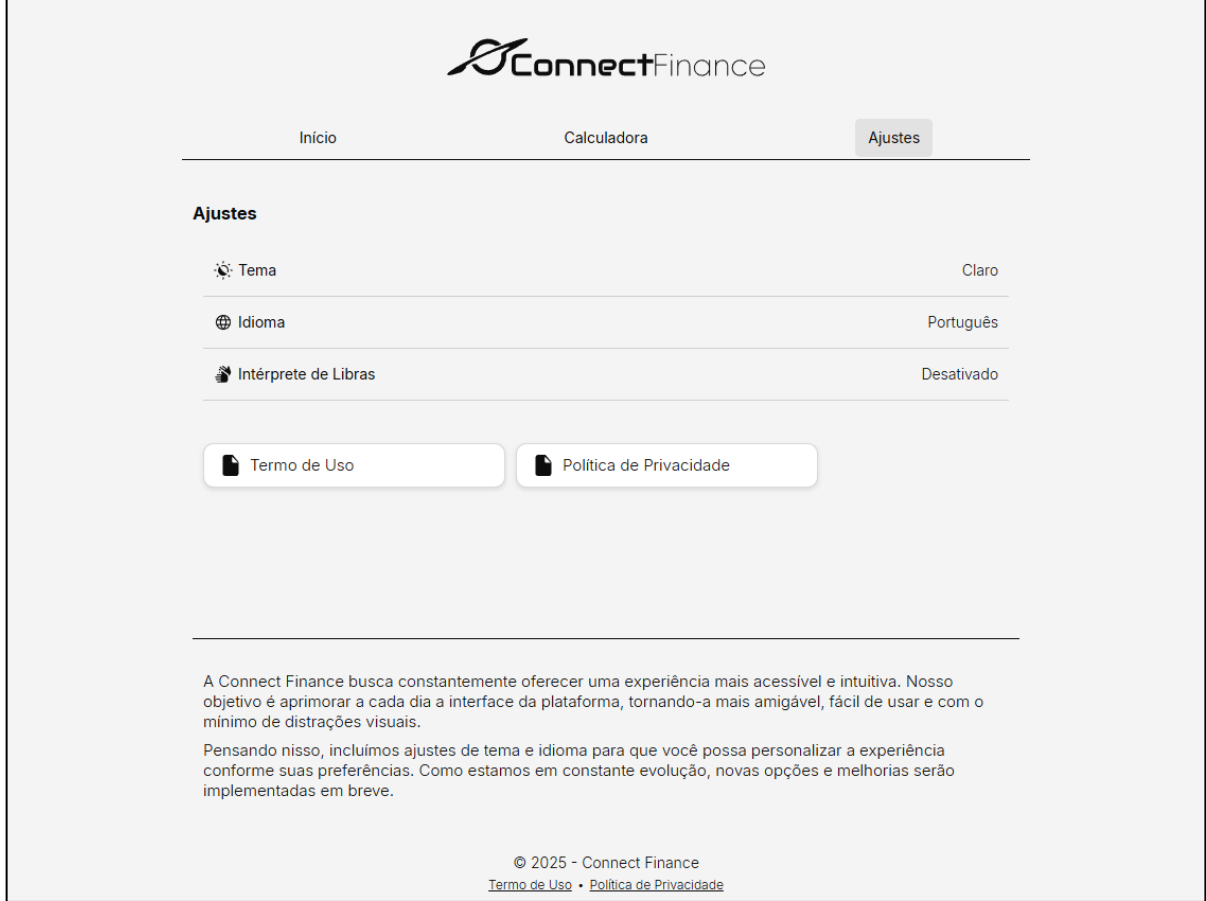 ConnectFinance
Início Calculadora Ajustes
Ajustes
Tema Claro
Idioma Português
Intérprete de Libras Desativado
Termo de Uso Política de Privacidade
A Connect Finance busca constantemente oferecer uma experiência mais acessível e intuitiva. Nosso
objetivo é aprimorar a cada dia a interface da plataforma, tornando-a mais amigável, fácil de usar e com o
mínimo de distrações visuais.
Pensando nisso, incluímos ajustes de tema e idioma para que você possa personalizar a experiência
conforme suas preferências. Como estamos em constante evolução, novas opções e melhorias serão
implementadas em breve.
© 2025 - Connect Finance
Termo de Uso • Política de Privacidade